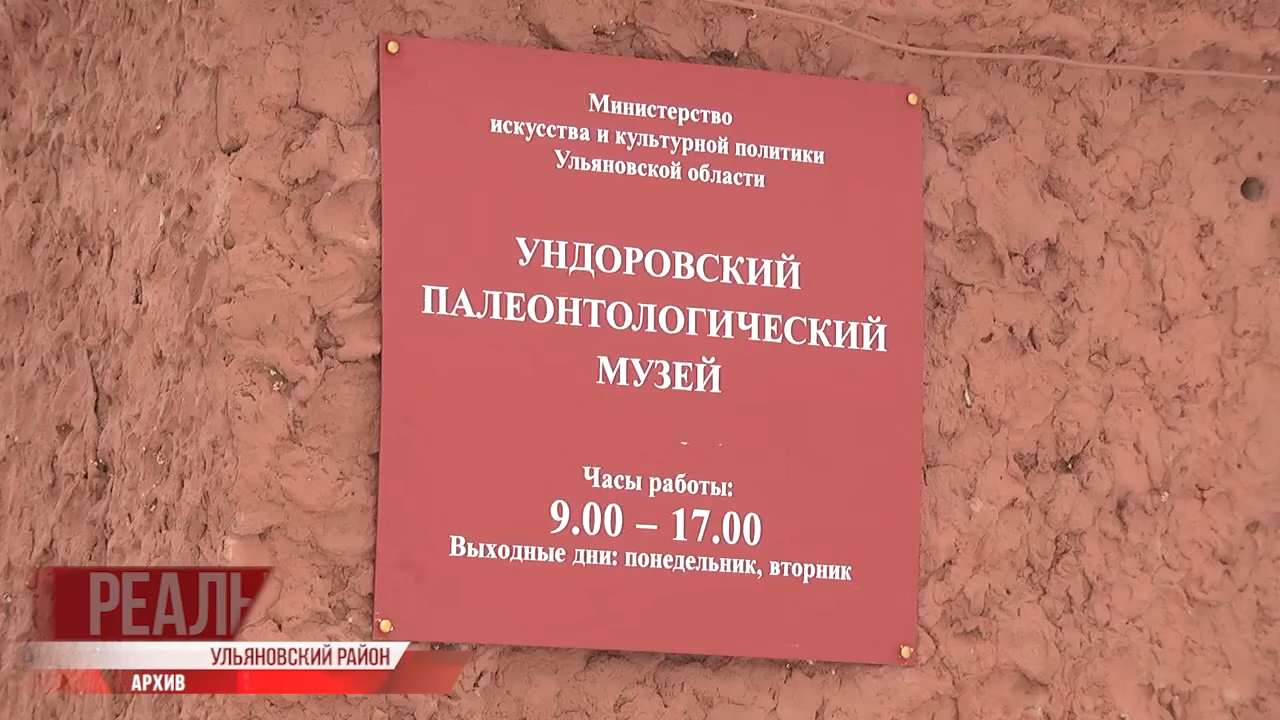 Министерство
искусства и культурной политики
Ульяновской области
УНДОРОВСКИЙ
ПАЛЕОНТОЛОГИЧЕСКИЙ
МУЗЕЙ
Часы работы:
9.00 – 17.00
Выходные дни: понедельник, вторник
УЛЬЯНОВСКИЙ РАЙОН
АРХИВ